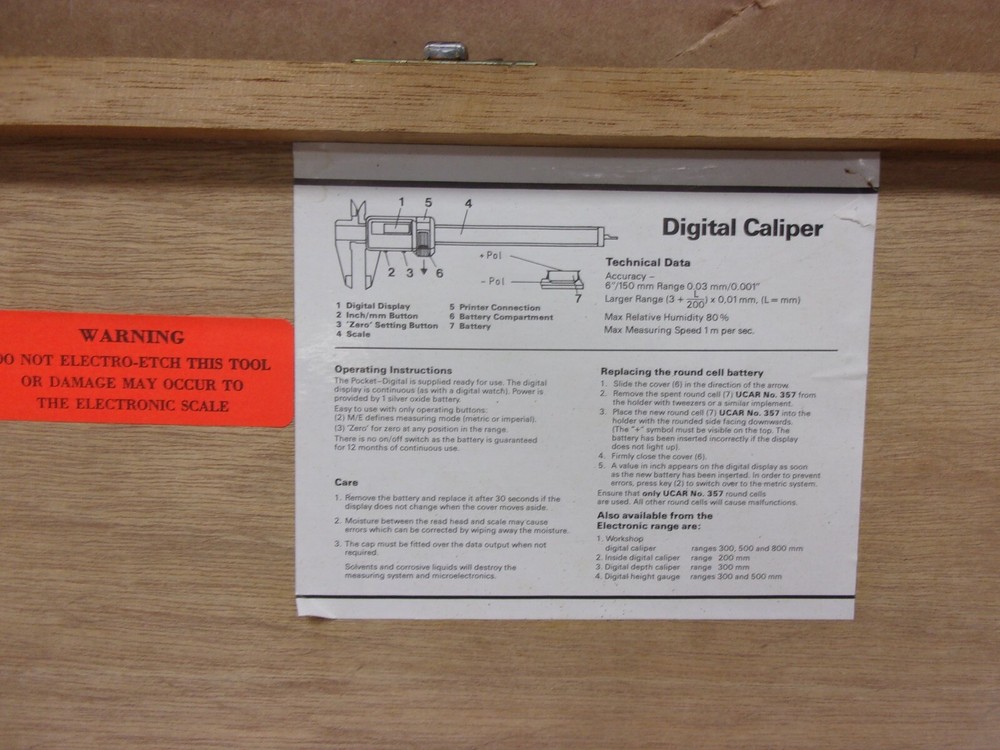 WARNING
DO NOT ELECTRO-ETCH THIS TOOL
OR DAMAGE MAY OCCUR TO
THE ELECTRONIC SCALE
1 5 4
2 3 6
+Pol
-Pol
7
1 Digital Display
2 Inch/mm Button
3 'Zero' Setting Button
4 Scale
5 Printer Connection
6 Battery Compartment
7 Battery
Digital Caliper
Technical Data
Accuracy –
6"/150 mm Range 0,03 mm/0.001"
Larger Range (3 + L/200) x 0,01 mm, (L = mm)
Max Relative Humidity 80%
Max Measuring Speed 1 m per sec.
Operating Instructions
The Pocket-Digital is supplied ready for use. The digital
display is continuous (as with a digital watch). Power is
provided by 1 silver oxide battery.
Easy to use with only operating buttons:
(2) M/E defines measuring mode (metric or imperial).
(3) 'Zero' for zero at any position in the range.
There is no on/off switch as the battery is guaranteed
for 12 months of continuous use.
Care
1. Remove the battery and replace it after 30 seconds if the
display does not change when the cover moves aside.
2. Moisture between the read head and scale may cause
errors which can be corrected by wiping away the moisture.
3. The cap must be fitted over the data output when not
required.
Solvents and corrosive liquids will destroy the
measuring system and microelectronics.
Replacing the round cell battery
1. Slide the cover (6) in the direction of the arrow.
2. Remove the spent round cell (7) UCAR No. 357 from
the holder with tweezers or a similar implement.
3. Place the new round cell (7) UCAR No. 357 into the
holder with the rounded side facing downwards.
(The "+" symbol must be visible on the top. The
battery has been inserted incorrectly if the display
does not light up).
4. Firmly close the cover (6).
5. A value in inch appears on the digital display as soon
as the new battery has been inserted. In order to prevent
errors, press key (2) to switch over to the metric system.
Ensure that only UCAR No. 357 round cells
are used. All other round cells will cause malfunctions.
Also available from the
Electronic range are:
1. Workshop
digital caliper ranges 300, 500 and 800 mm
2. Inside digital caliper range 200 mm
3. Digital depth caliper range 300 mm
4. Digital height gauge ranges 300 and 500 mm